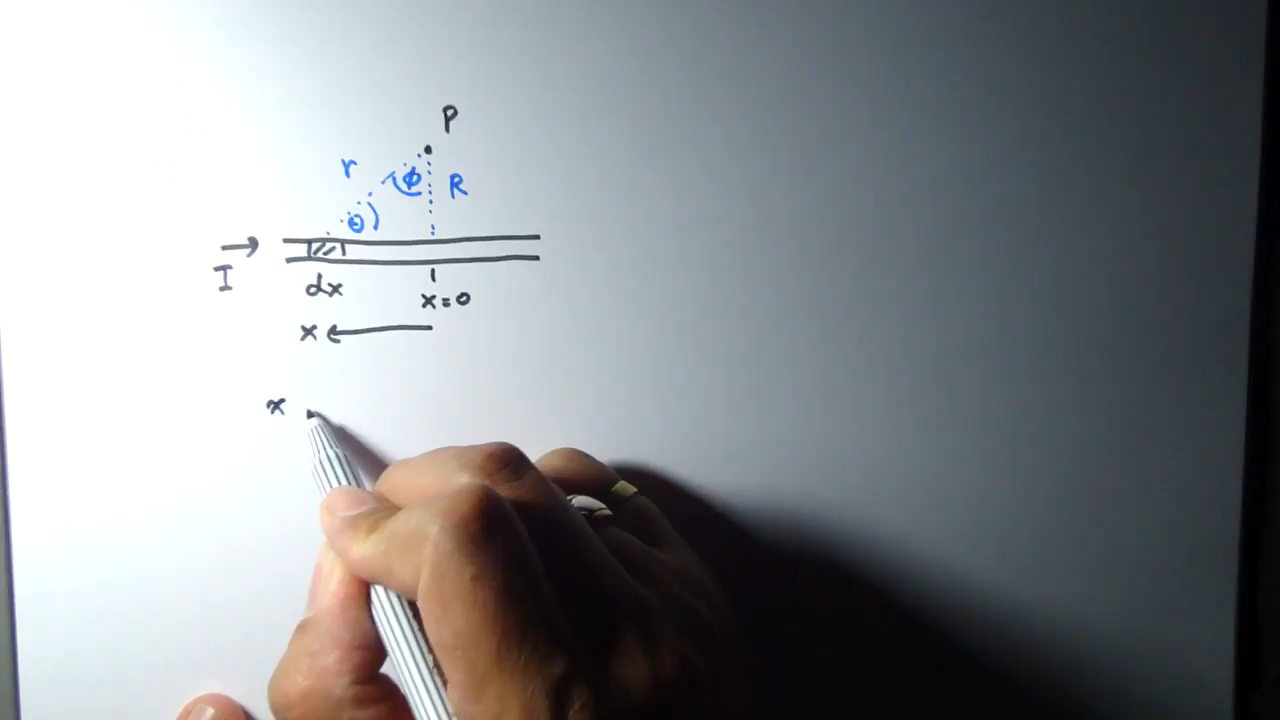 P
r
φ
R
θ
I
dx
x=0
x
x